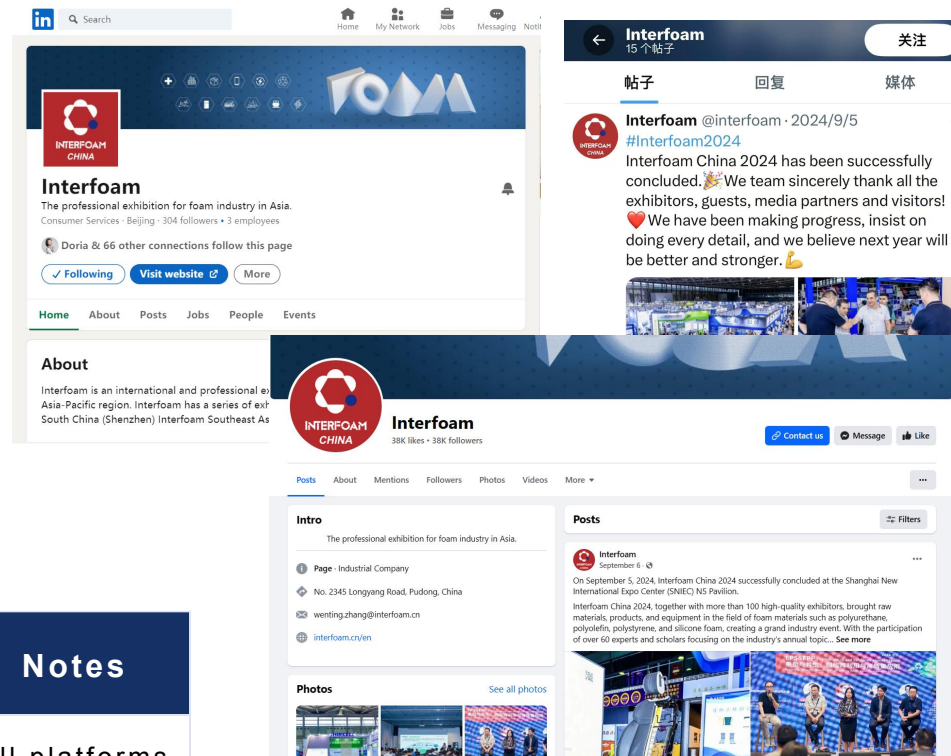 in
Search
Home
My Network
Jobs
Messaging
FOAM
INTERFOAM
CHINA
Interfoam
The professional exhibition for foam industry in Asia.
Consumer Services · Beijing · 304 followers • 3 employees
Doria & 66 other connections follow this page
✓ Following
Visit website
More
Home
About
Posts
Jobs
People
Events
About
Interfoam is an international and professional
Asia-Pacific region. Interfoam has a series of
South China (Shenzhen) Interfoam Southeast
Interfoam
15 个帖子
关注
帖子
回复
媒体
INTERFOAM
CHINA
Interfoam @interfoam · 2024/9/5
#Interfoam2024
Interfoam China 2024 has been successfully
concluded.🎉We team sincerely thank all the
exhibitors, guests, media partners and visitors!
❤️We have been making progress, insist on
doing every detail, and we believe next year will
be better and stronger.💪
INTERFOAM
CHINA
Interfoam
38K likes • 38K followers
Contact us
Message
Like
Posts
About
Mentions
Followers
Photos
Videos
More
Intro
The professional exhibition for foam industry in Asia.
Page · Industrial Company
No. 2345 Longyang Road, Pudong, China
wenting.zhang@interfoam.cn
interfoam.cn/en
Photos
See all photos
Posts
Filters
Interfoam
September 6
On September 5, 2024, Interfoam China 2024 successfully concluded at the Shanghai New
International Expo Center (SNIEC) N5 Pavilion.
Interfoam China 2024, together with more than 100 high-quality exhibitors, brought raw
materials, products, and equipment in the field of foam materials such as polyurethane,
polyolefin, polystyrene, and silicone foam, creating a grand industry event. With the participation
of over 60 experts and scholars focusing on the industry's annual topic... See more
Notes
platforms